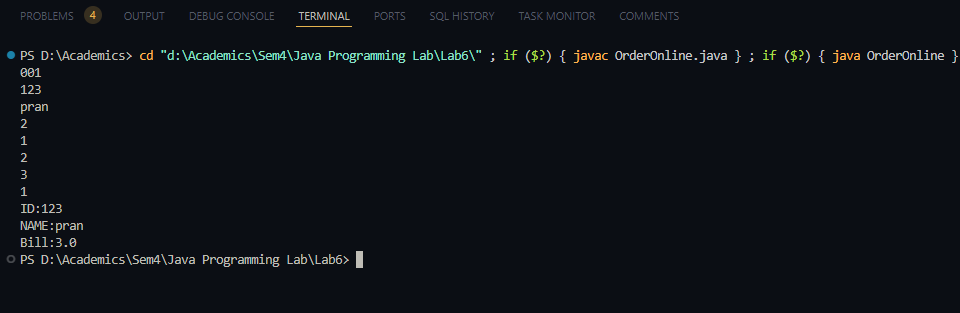 PROBLEMS 4 OUTPUT DEBUG CONSOLE TERMINAL PORTS SQL HISTORY TASK MONITOR COMMENTS
PS D:\Academics> cd "d:\Academics\Sem4\Java Programming Lab\Lab6\" ; if ($?) { javac OrderOnline.java } ; if ($?) { java OrderOnline }
001
123
pran
2
1
2
3
1
ID:123
NAME:pran
Bill:3.0
PS D:\Academics\Sem4\Java Programming Lab\Lab6>